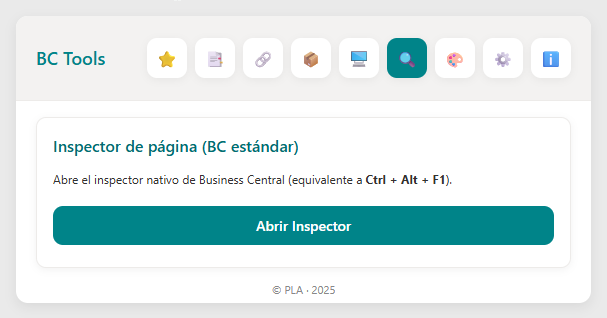 BC Tools
Inspector de página (BC estándar)
Abre el inspector nativo de Business Central (equivalente a Ctrl + Alt + F1).
Abrir Inspector
© PLA · 2025